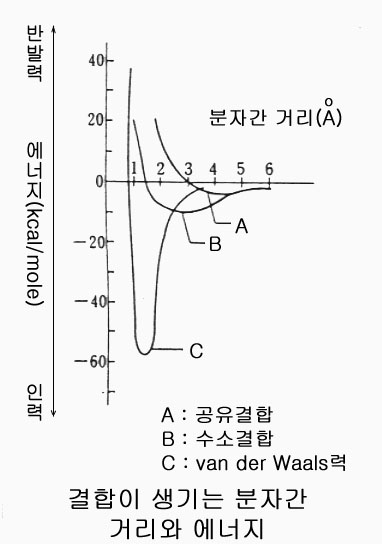 반발력
에너지(kcal/mole)
인력
40
20
0
-20
-40
-60
1 2 3 4 5 6
분자간 거리(Å)
A
B
C
A : 공유결합
B : 수소결합
C : van der Waals력
결합이 생기는 분자간
거리와 에너지